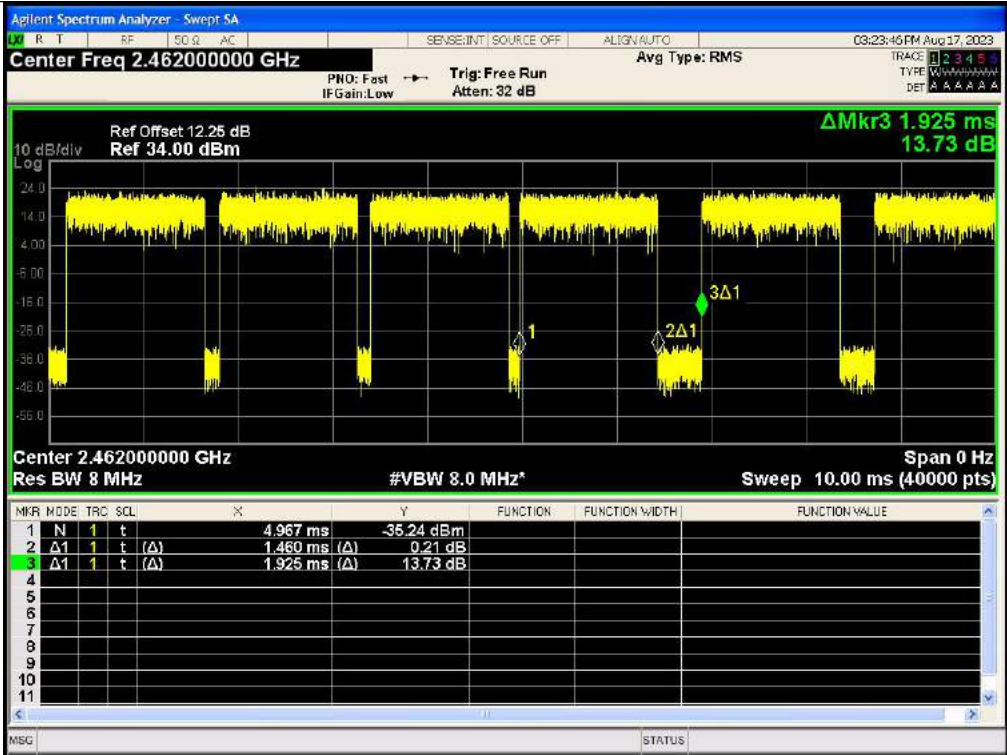 Agilent Spectrum Analyzer - Swept SA
LXI R T RF 50 Ω AC SENSE:INT SOURCE OFF ALIGN AUTO 03:23:46 PM Aug 17, 2023
Center Freq 2.462000000 GHz Avg Type: RMS TRACE 1 2 3 4 5 6
PNO: Fast Trig: Free Run TYPE
IFGain:Low Atten: 32 dB DET A A A A A A
ΔMkr3 1.925 ms
Ref Offset 12.25 dB
10 dB/div Ref 34.00 dBm 13.73 dB
Log
24.0
14.0
4.00
-6.00
3Δ1
-16.0
-26.0
1 2Δ1
-36.0
-46.0
-56.0
Center 2.462000000 GHz Span 0 Hz
Res BW 8 MHz #VBW 8.0 MHz* Sweep 10.00 ms (40000 pts)
MKR MODE TRC SCL X Y FUNCTION FUNCTION WIDTH FUNCTION VALUE
1 N 1 t 4.967 ms -35.24 dBm
2 Δ1 1 t (Δ) 1.460 ms (Δ) 0.21 dB
3 Δ1 1 t (Δ) 1.925 ms (Δ) 13.73 dB
4
5
6
7
8
9
10
11
MSG STATUS